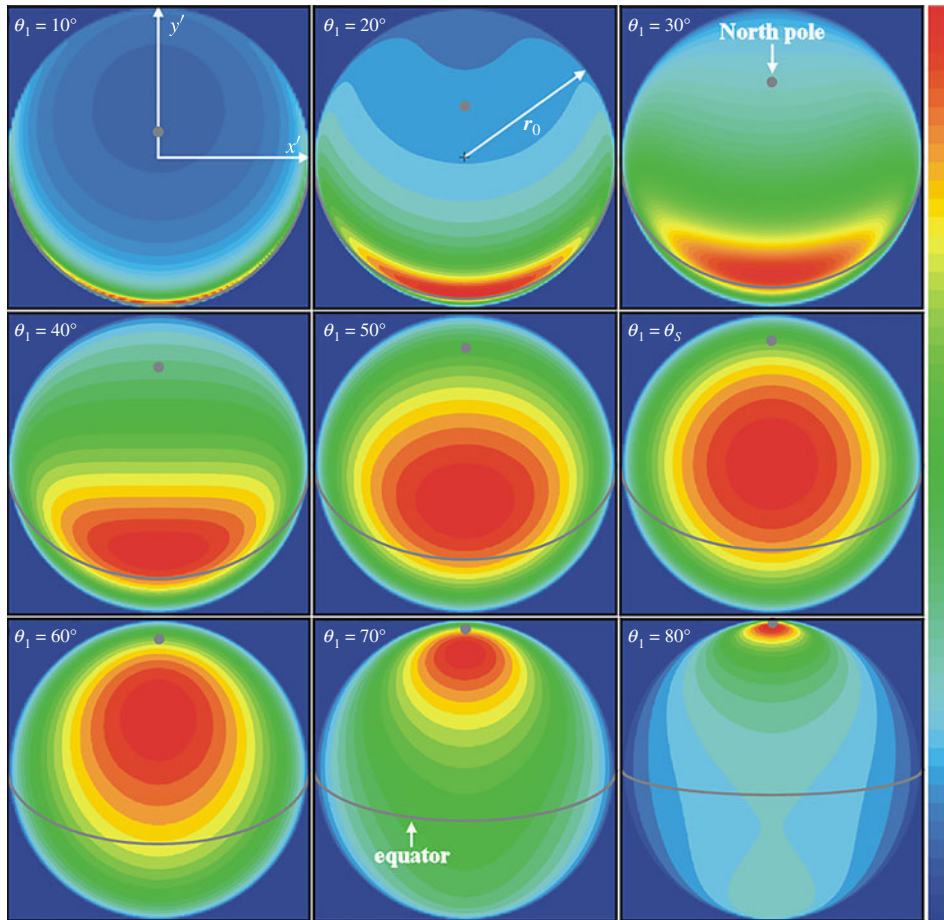 θ₁ = 10°
y′
x′
θ₁ = 20°
r₀
θ₁ = 30°
North pole
θ₁ = 40°
θ₁ = 50°
θ₁ = θ_S
θ₁ = 60°
θ₁ = 70°
equator
θ₁ = 80°